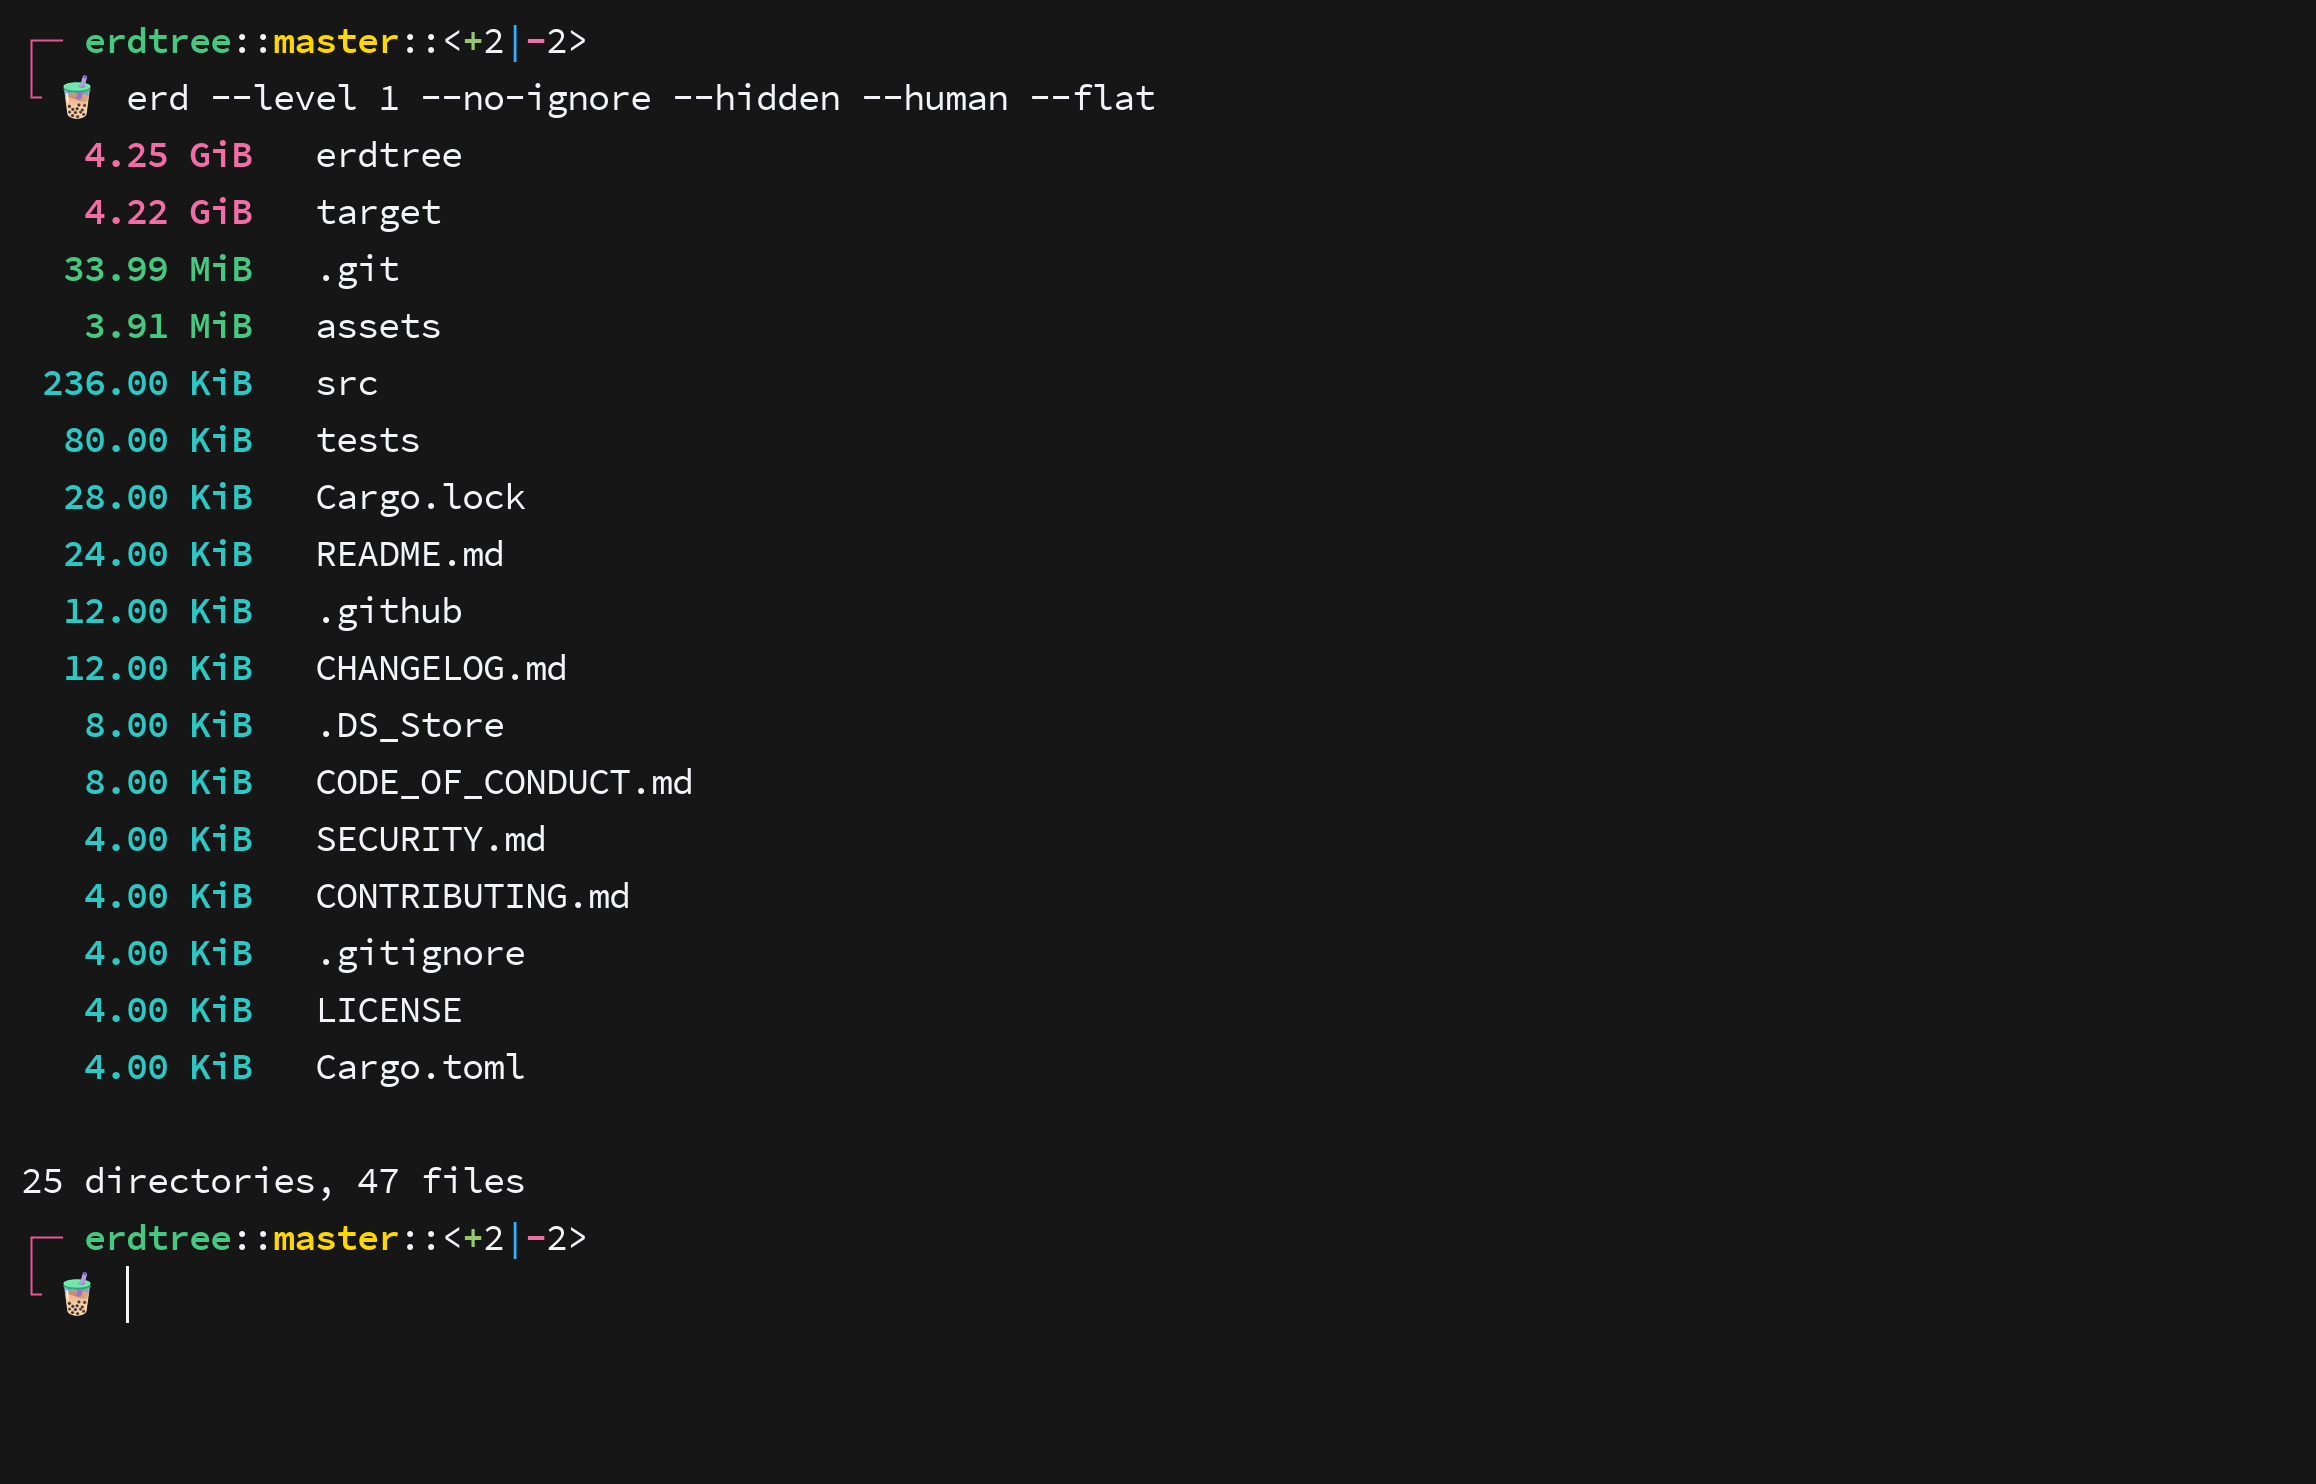 erdtree::master::<+2|-2>
erd --level 1 --no-ignore --hidden --human --flat
4.25 GiB   erdtree
4.22 GiB   target
33.99 MiB   .git
3.91 MiB   assets
236.00 KiB   src
80.00 KiB   tests
28.00 KiB   Cargo.lock
24.00 KiB   README.md
12.00 KiB   .github
12.00 KiB   CHANGELOG.md
8.00 KiB   .DS_Store
8.00 KiB   CODE_OF_CONDUCT.md
4.00 KiB   SECURITY.md
4.00 KiB   CONTRIBUTING.md
4.00 KiB   .gitignore
4.00 KiB   LICENSE
4.00 KiB   Cargo.toml
25 directories, 47 files
erdtree::master::<+2|-2>